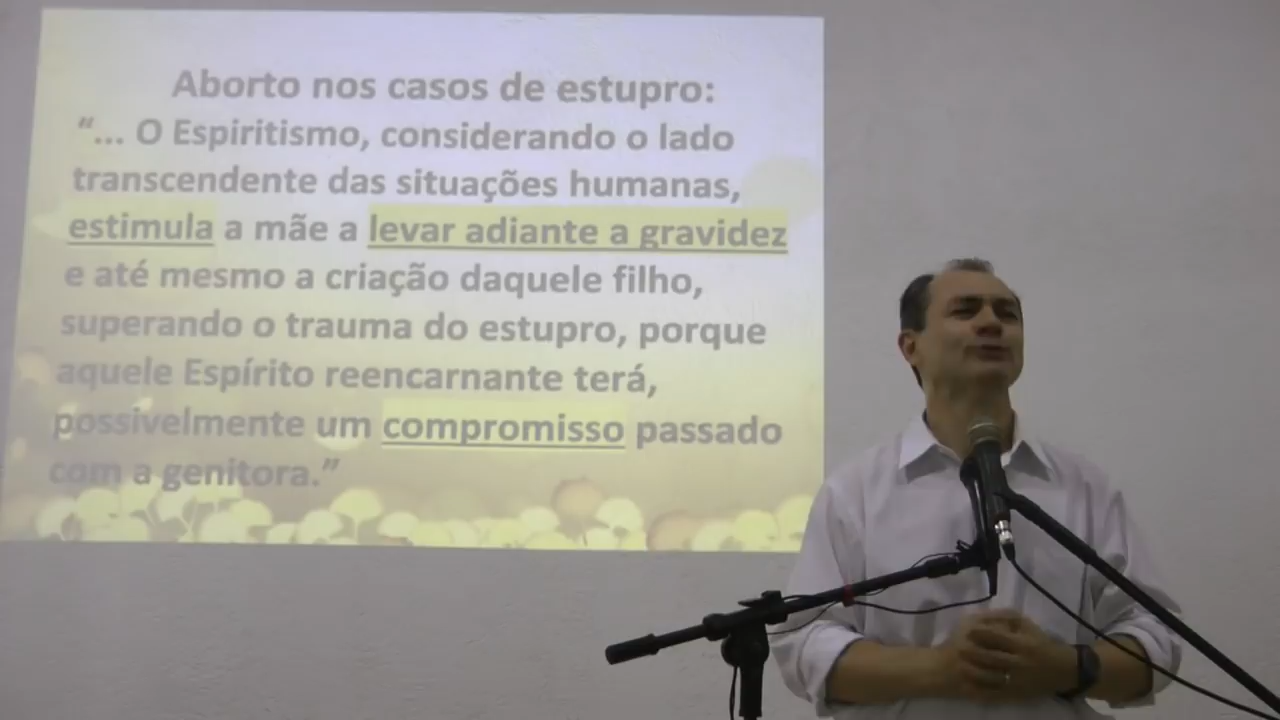 Aborto nos casos de estupro:
“... O Espiritismo, considerando o lado
transcendente das situações humanas,
estimula a mãe a levar adiante a gravidez
e até mesmo a criação daquele filho,
superando o trauma do estupro, porque
aquele Espírito reencarnante terá,
possivelmente um compromisso passado
com a genitora.”